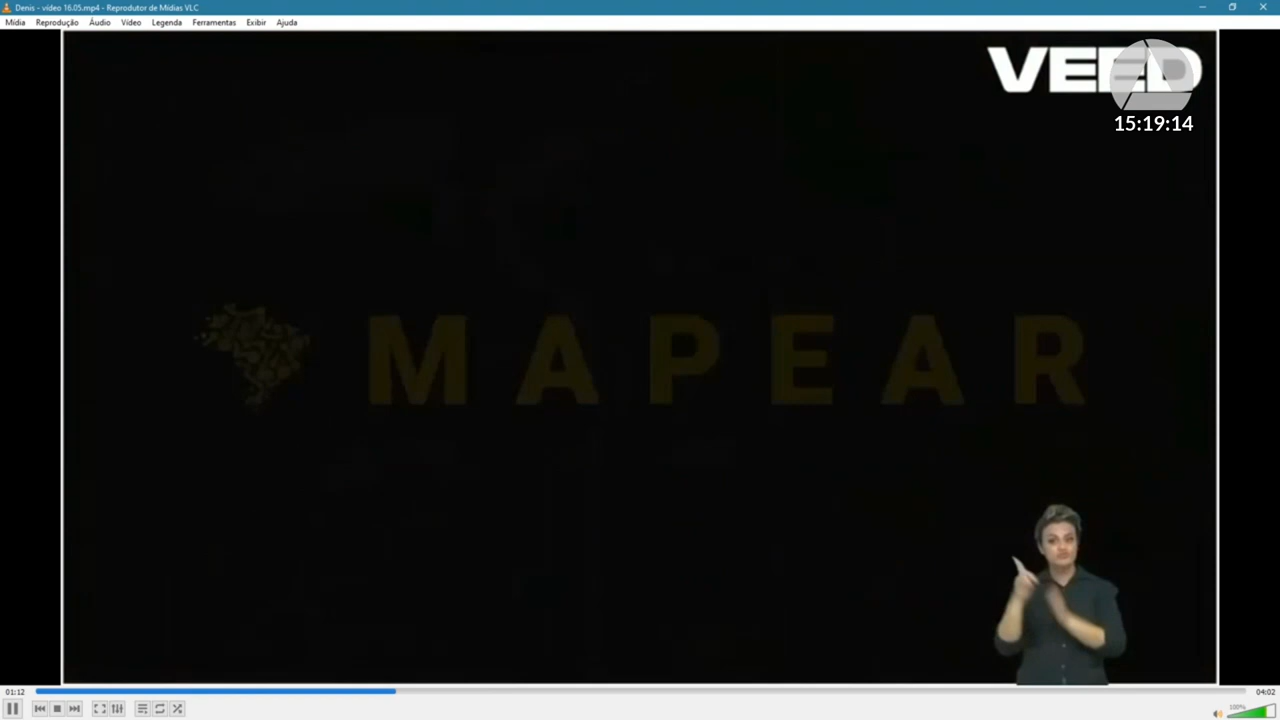 Denis - vídeo 16.05.mp4 - Reprodutor de Mídias VLC
Mídia Reprodução Áudio Vídeo Legenda Ferramentas Exibir Ajuda
VEED
15:19:14
MAPEAR
01:12
04:02
100%